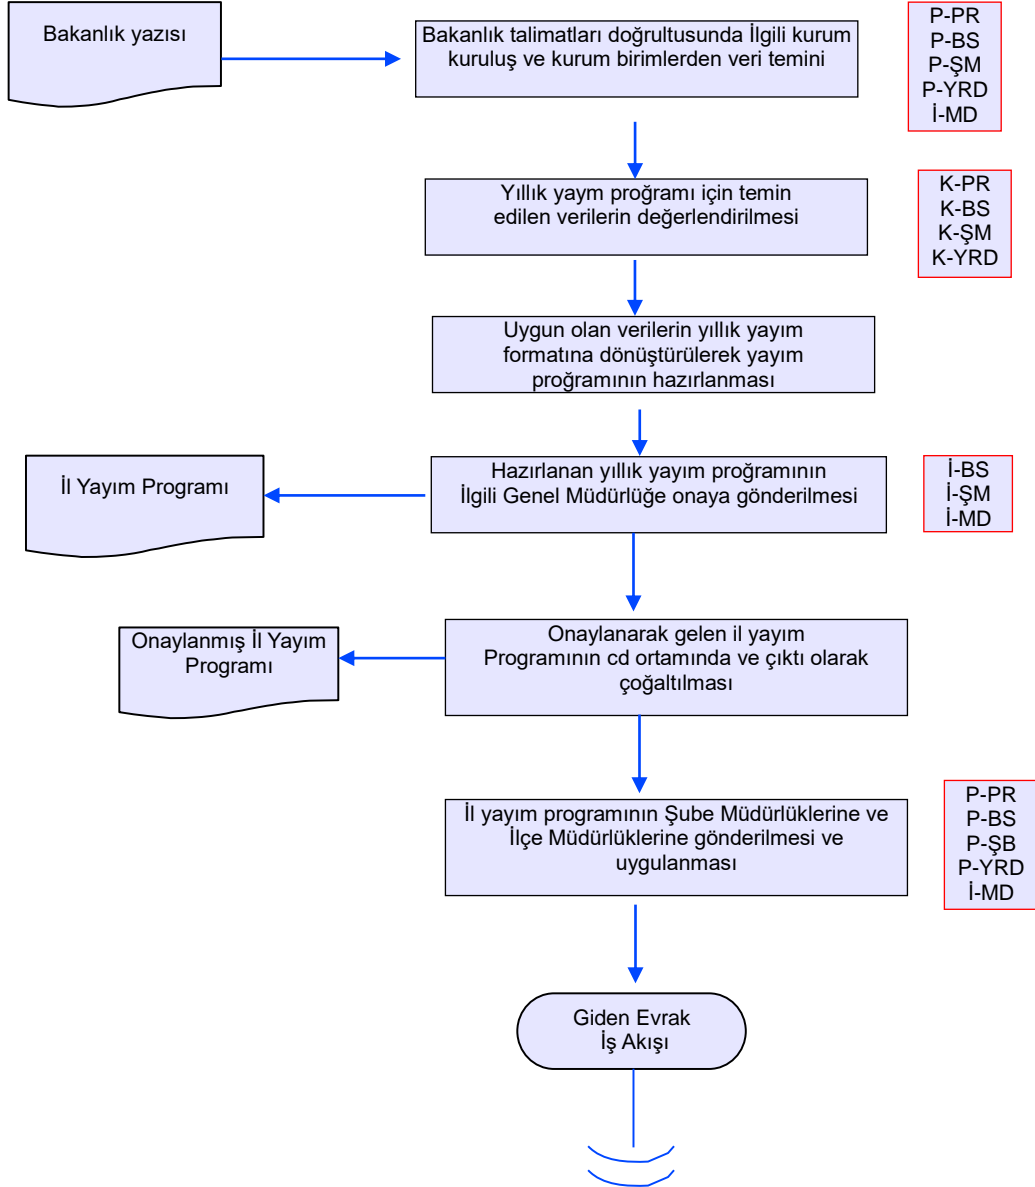 Bakanlık yazısı
Bakanlık talimatları doğrultusunda İlgili kurum
kuruluş ve kurum birimlerden veri temini
P-PR
P-BS
P-ŞM
P-YRD
İ-MD
Yıllık yaym proğramı için temin
edilen verilerin değerlendirilmesi
K-PR
K-BS
K-ŞM
K-YRD
Uygun olan verilerin yıllık yayım
formatına dönüştürülerek yayım
proğramının hazırlanması
İl Yayım Programı
Hazırlanan yıllık yayım proğramının
İlgili Genel Müdürlüğe onaya gönderilmesi
İ-BS
İ-ŞM
İ-MD
Onaylanmış İl Yayım
Programı
Onaylanarak gelen il yayım
Programının cd ortamında ve çıktı olarak
çoğaltılması
İl yayım programının Şube Müdürlüklerine ve
İlçe Müdürlüklerine gönderilmesi ve
uygulanması
P-PR
P-BS
P-ŞB
P-YRD
İ-MD
Giden Evrak
İş Akışı